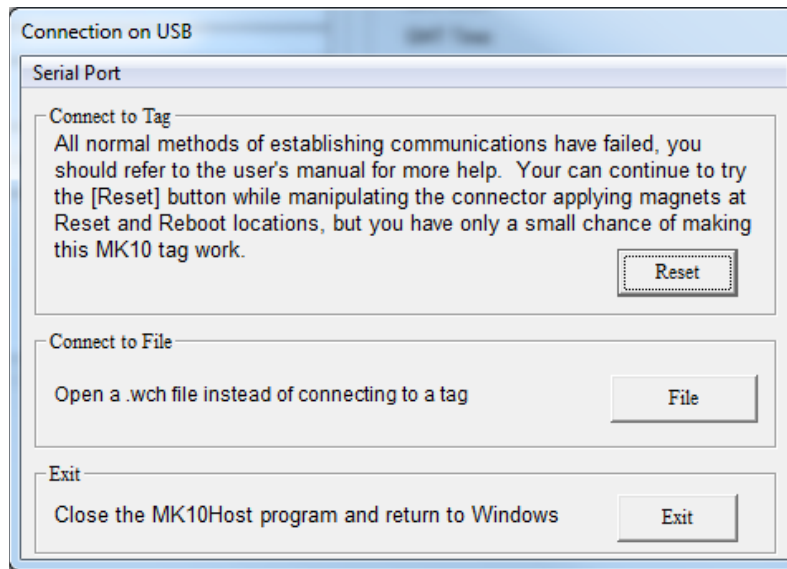 Connection on USB
Serial Port
Connect to Tag
All normal methods of establishing communications have failed, you
should refer to the user's manual for more help. Your can continue to try
the [Reset] button while manipulating the connector applying magnets at
Reset and Reboot locations, but you have only a small chance of making
this MK10 tag work.
Reset
Connect to File
Open a .wch file instead of connecting to a tag
File
Exit
Close the MK10Host program and return to Windows
Exit